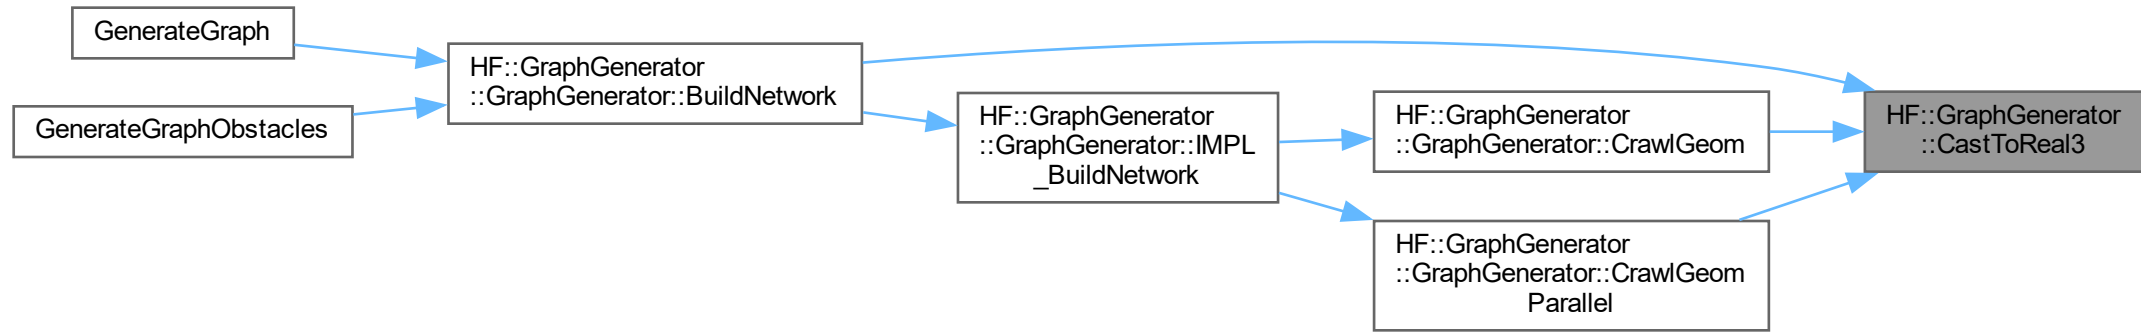 GenerateGraph
GenerateGraphObstacles
HF::GraphGenerator
::GraphGenerator::BuildNetwork
HF::GraphGenerator
::GraphGenerator::IMPL
_BuildNetwork
HF::GraphGenerator
::GraphGenerator::CrawlGeom
HF::GraphGenerator
::GraphGenerator::CrawlGeom
Parallel
HF::GraphGenerator
::CastToReal3